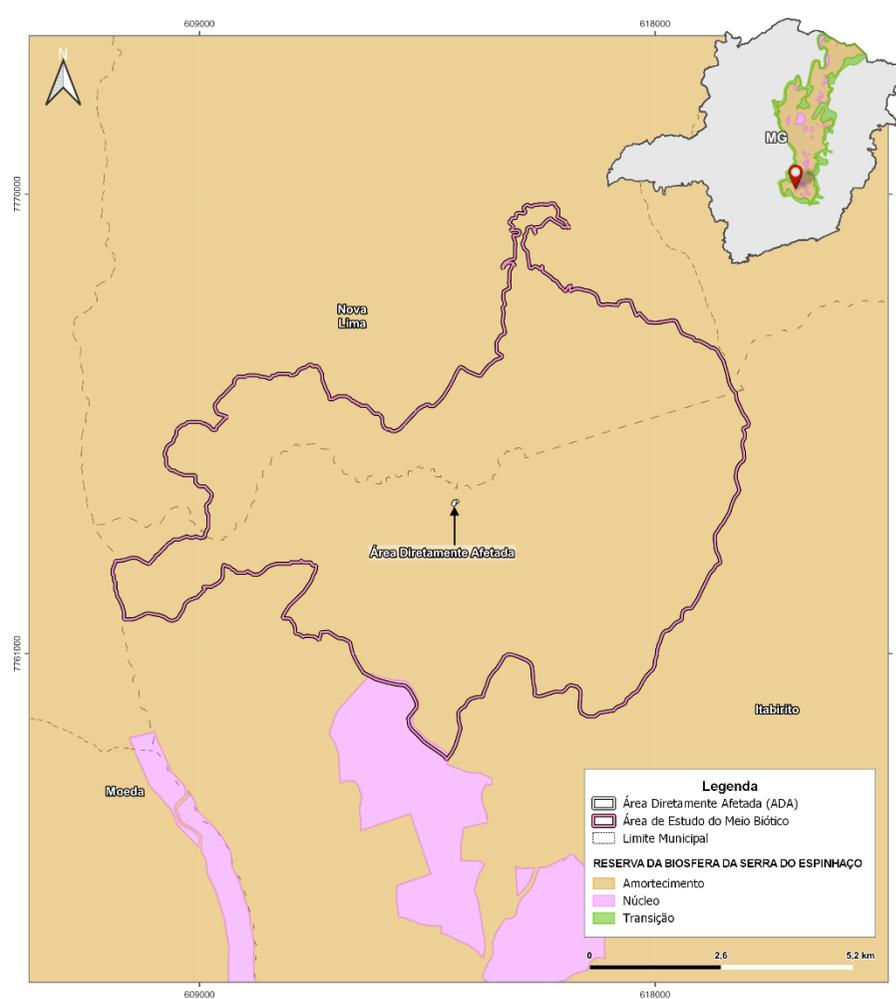 609000
618000
N
MG
7770000
Nova
Lima
Área Diretamente Afetada
7761000
Itabirito
Moeda
Legenda
Área Diretamente Afetada (ADA)
Área de Estudo do Meio Biótico
Limite Municipal
RESERVA DA BIOSFERA DA SERRA DO ESPINHAÇO
Amortecimento
Núcleo
Transição
0 2,6 5,2 km
609000
618000